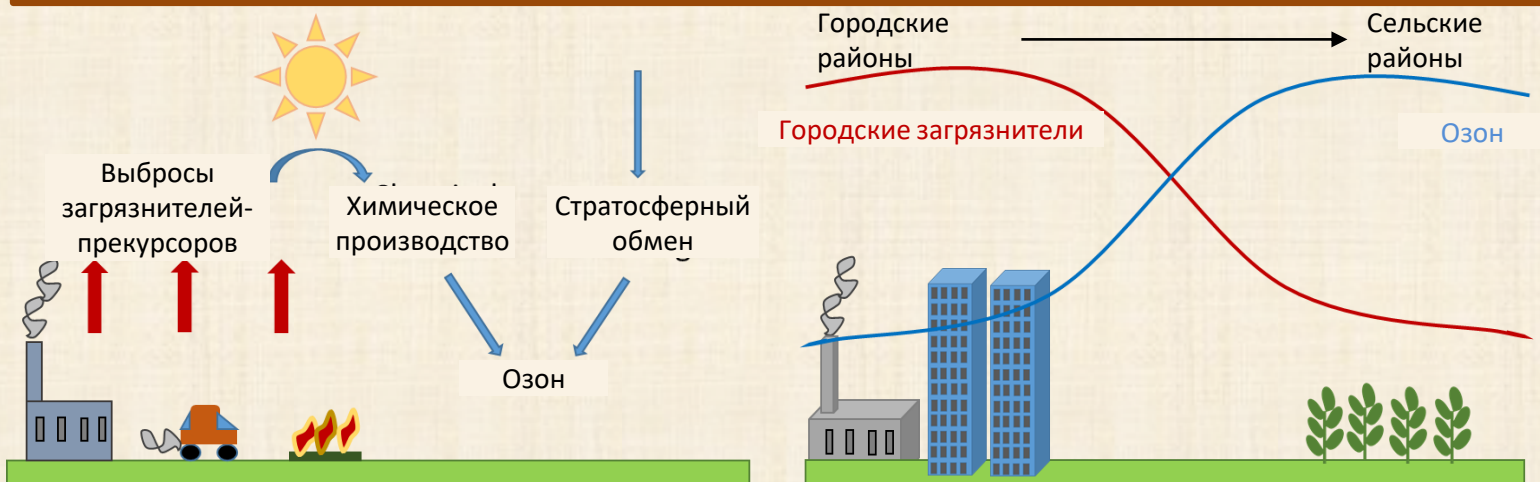 Выбросы
загрязнителей-
прекурсоров
Химическое
производство
Стратосферный
обмен
Озон
Городские
районы
Сельские
районы
Городские загрязнители
Озон